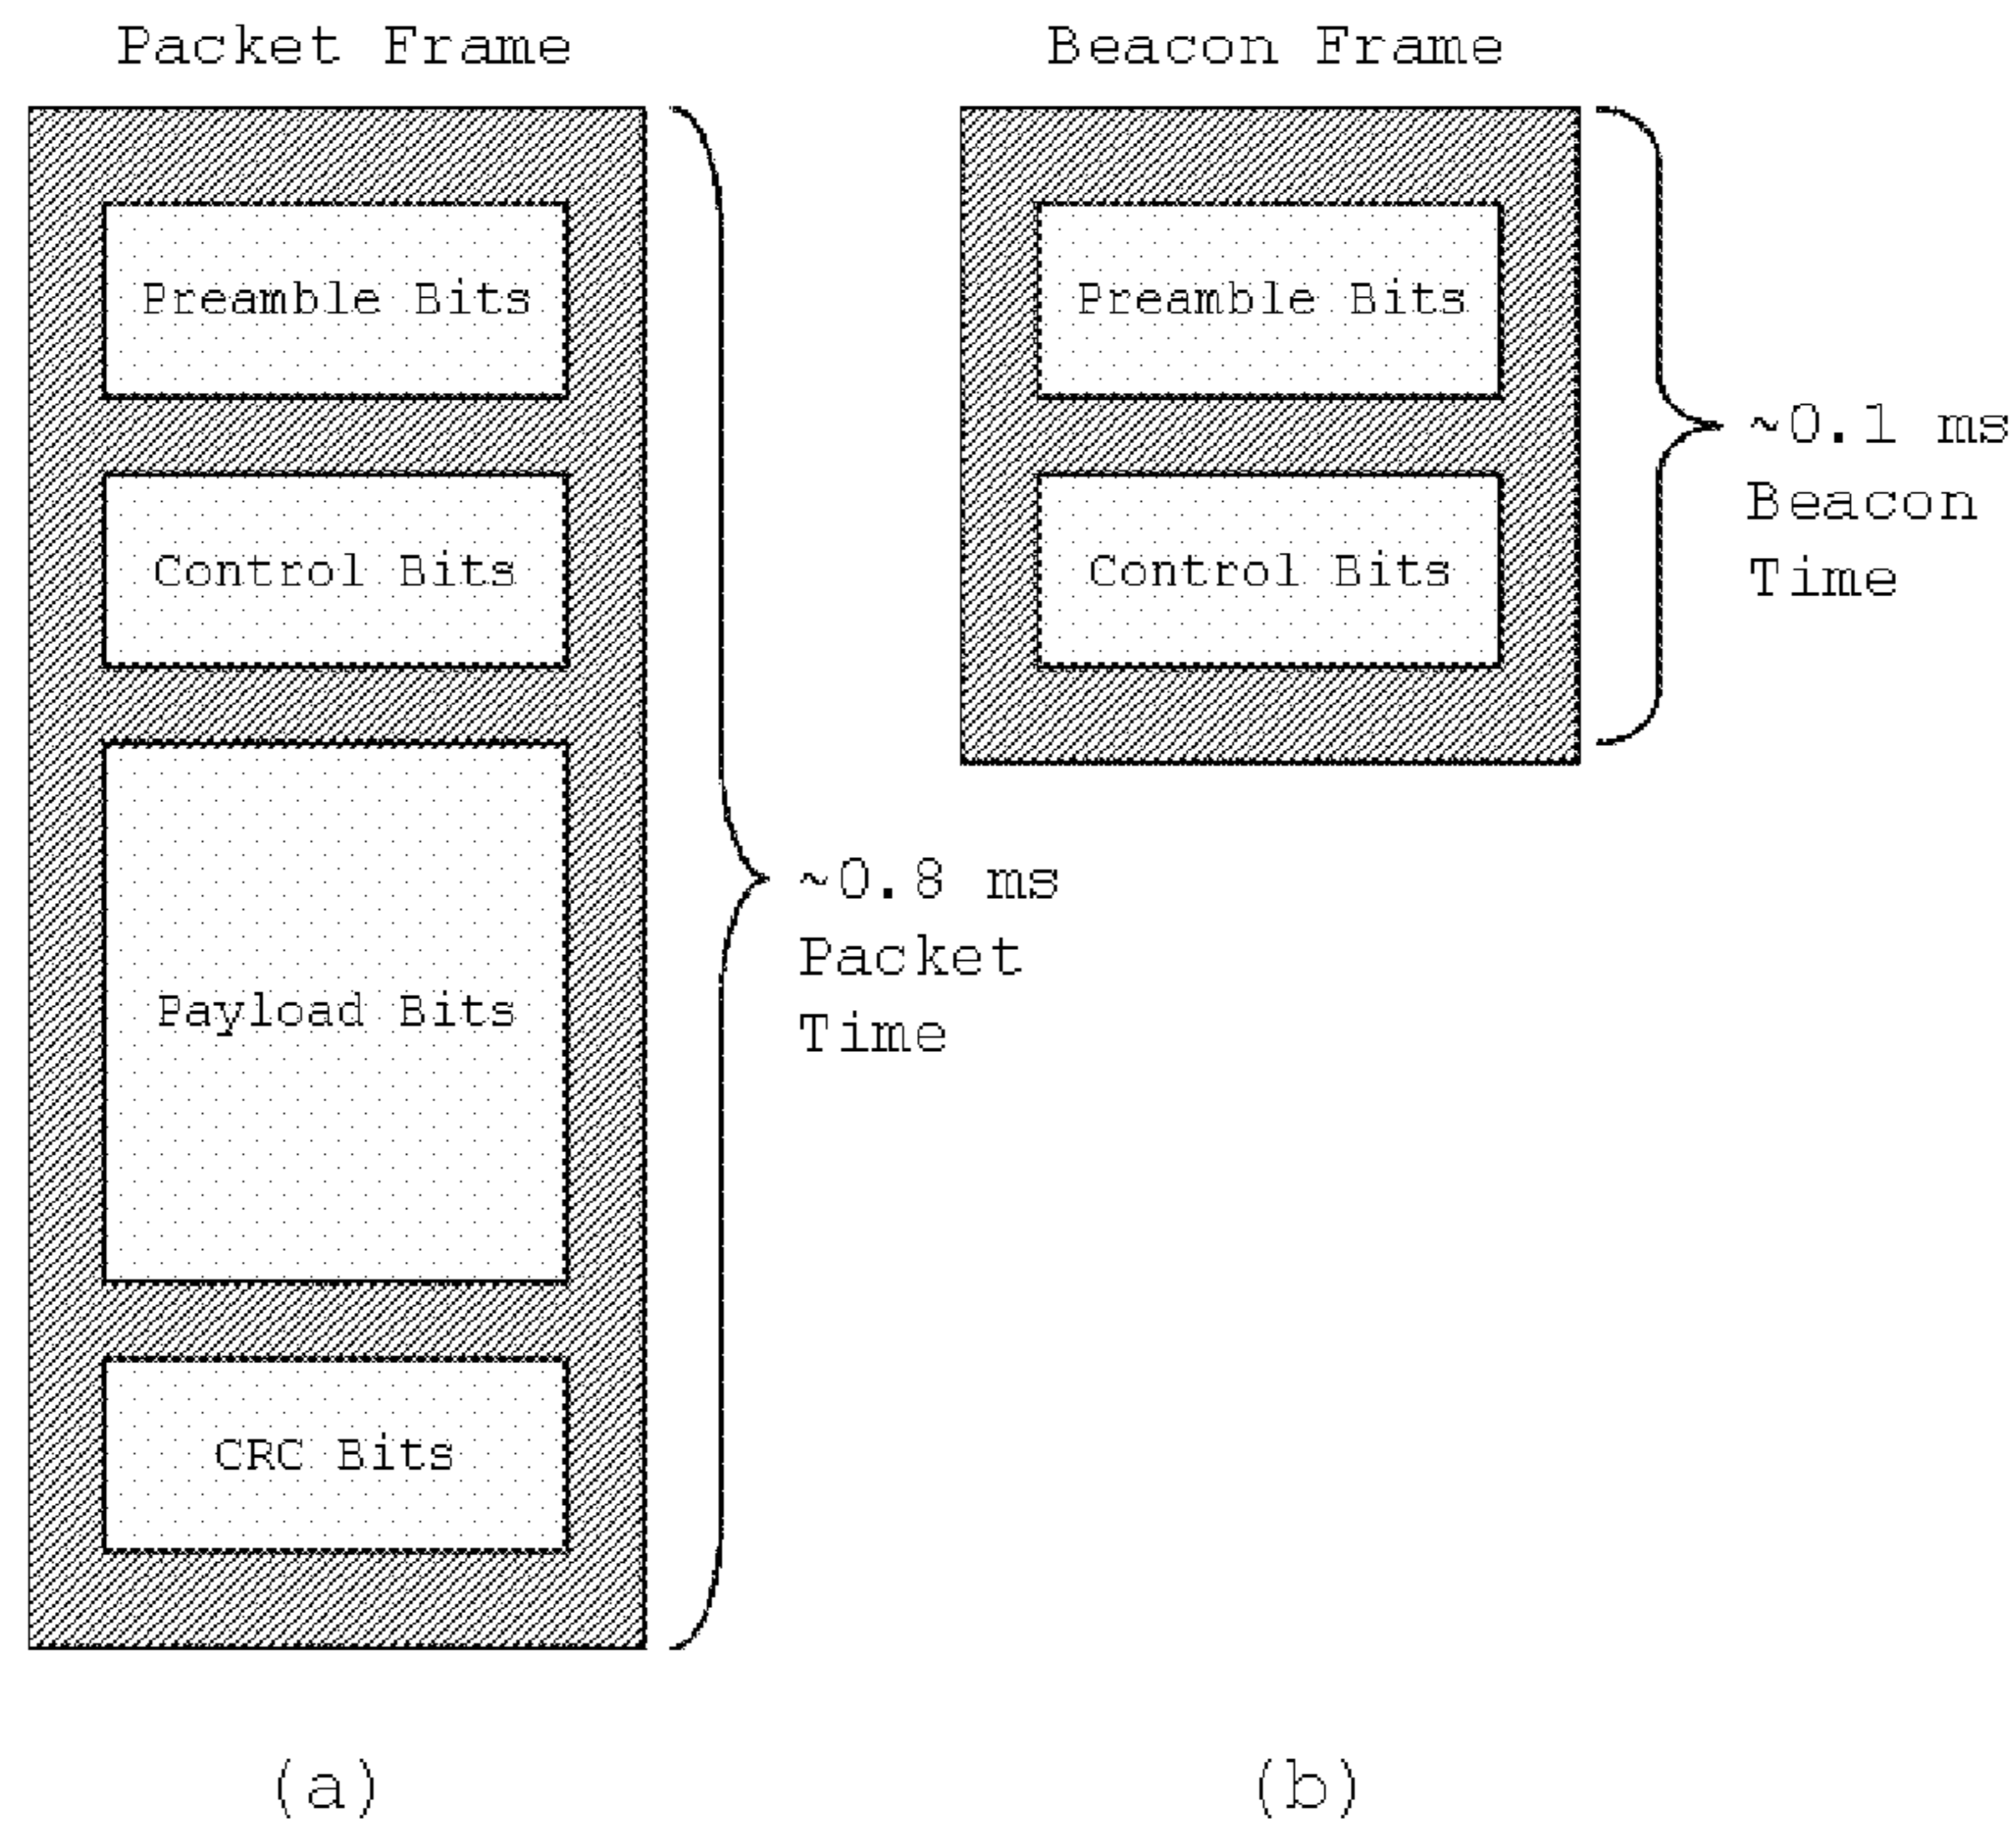 Packet Frame
Preamble Bits
Control Bits
Payload Bits
CRC Bits
~0.8 ms
Packet
Time
(a)
Beacon Frame
Preamble Bits
Control Bits
~0.1 ms
Beacon
Time
(b)